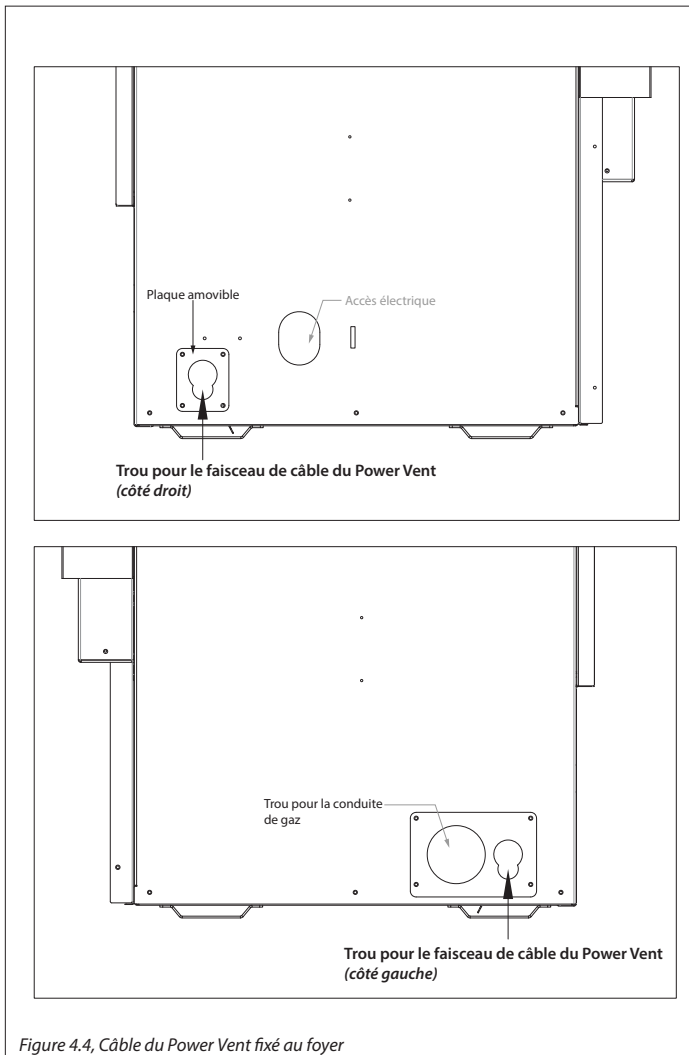 Plaque amovible
Accès électrique
Trou pour le faisceau de câble du Power Vent
(côté droit)
Trou pour la conduite
de gaz
Trou pour le faisceau de câble du Power Vent
(côté gauche)
Figure 4.4, Câble du Power Vent fixé au foyer